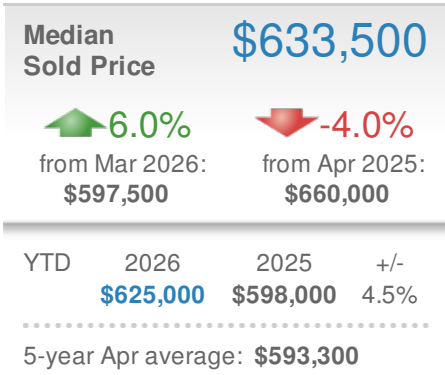 Median $633,500
Sold Price
6.0% -4.0%
from Mar 2026: from Apr 2025:
$597,500 $660,000
YTD 2026 2025 +/-
$625,000 $598,000 4.5%
5-year Apr average: $593,300